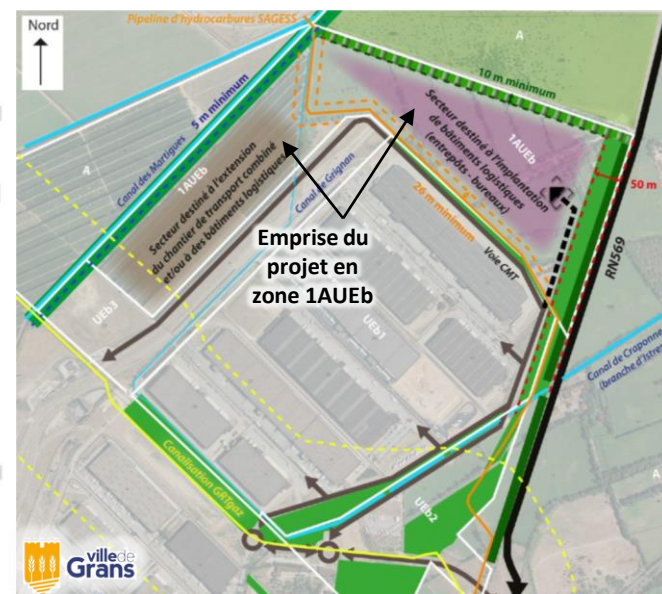 Nord
Pipeline d'hydrocarbures SAGESS
A
10 m minimum
5 m minimum
Canal des Martigues
1AUEb
Secteur destiné à l'extension
du chantier de transport combiné
et/ou à des bâtiments logistiques
A
1AUEb
Secteur destiné à l'implantation
de bâtiments logistiques
(entrepôts - bureaux)
50 m
RN569
Canal de Grignan
26 m minimum
Voie CMT
Emprise du
projet en
zone 1AUEb
UEb3
UEb1
Canal de Craponne
(branche d'Istres)
Canalisation GRTgaz
UEb2
A
ville de
Grans